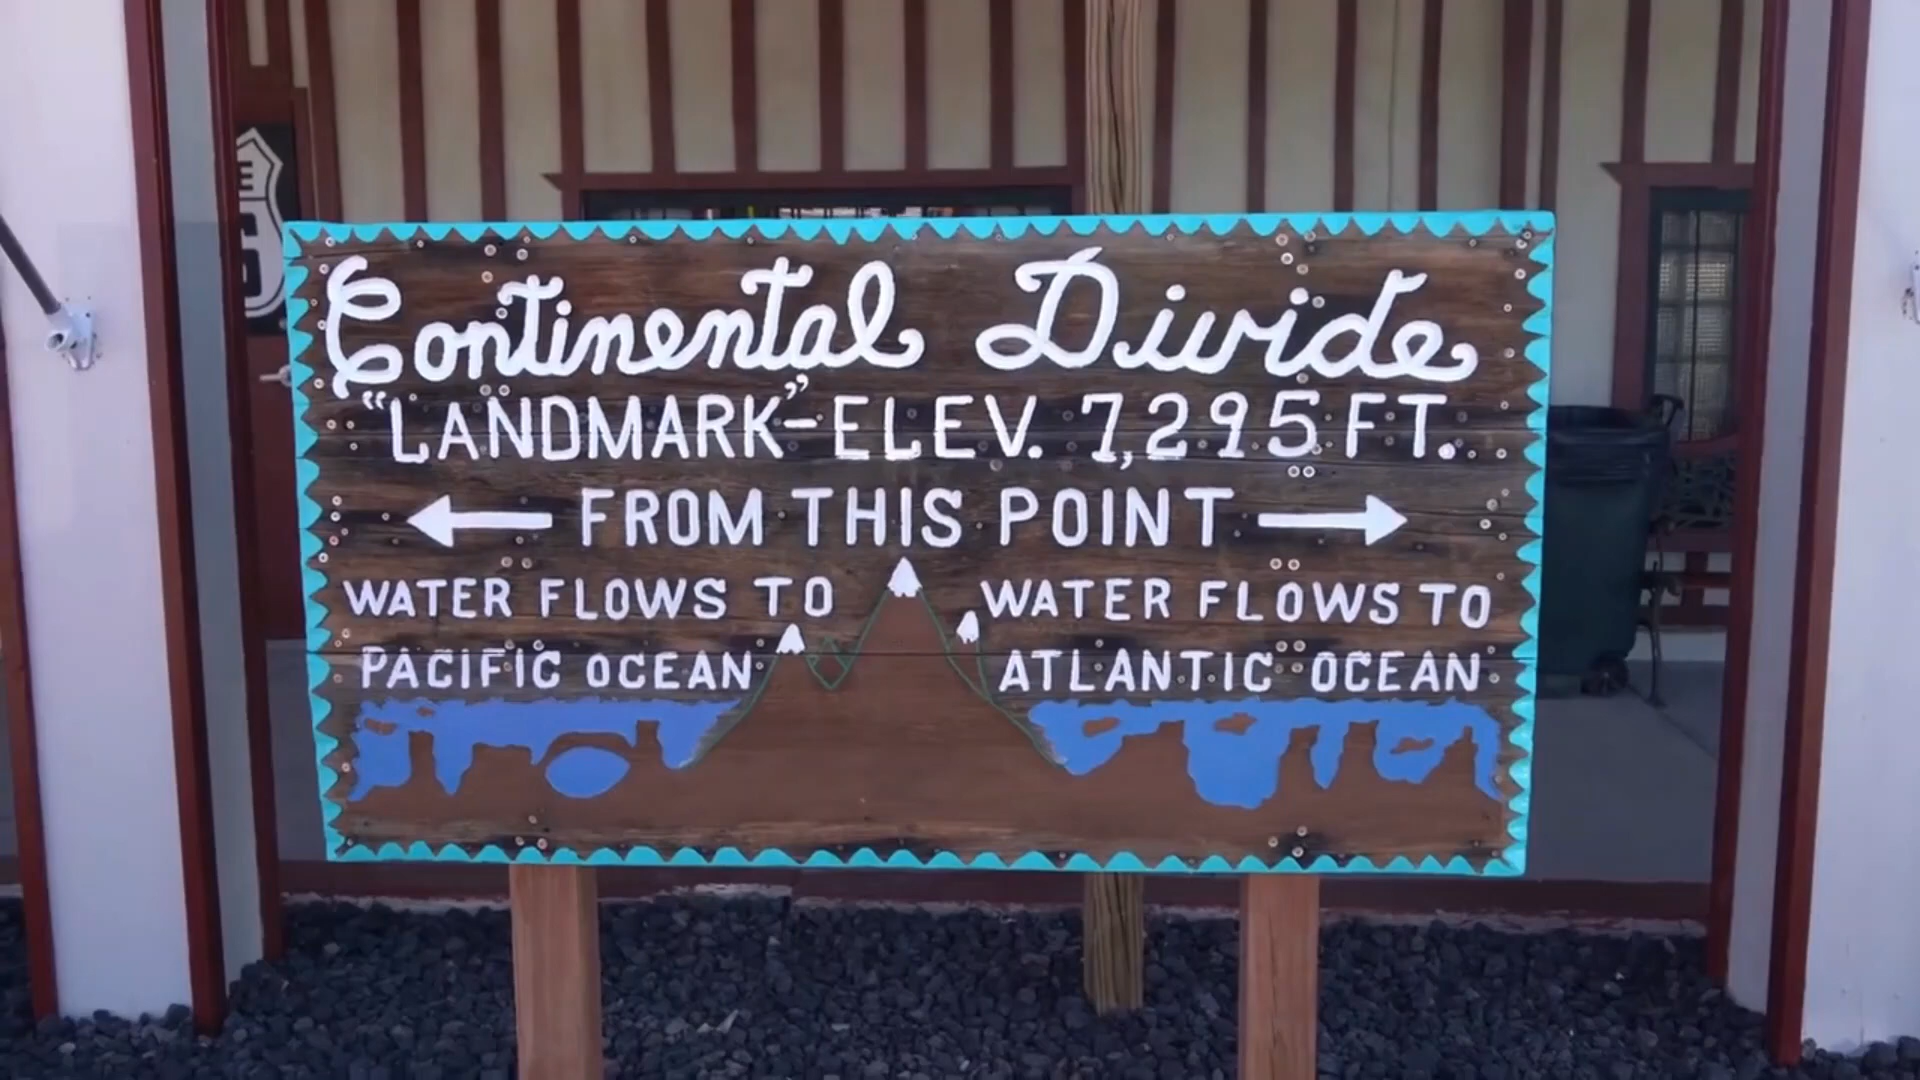 Continental Divide
"LANDMARK"-ELEV. 7,295 FT.
FROM THIS POINT
WATER FLOWS TO
PACIFIC OCEAN
WATER FLOWS TO
ATLANTIC OCEAN